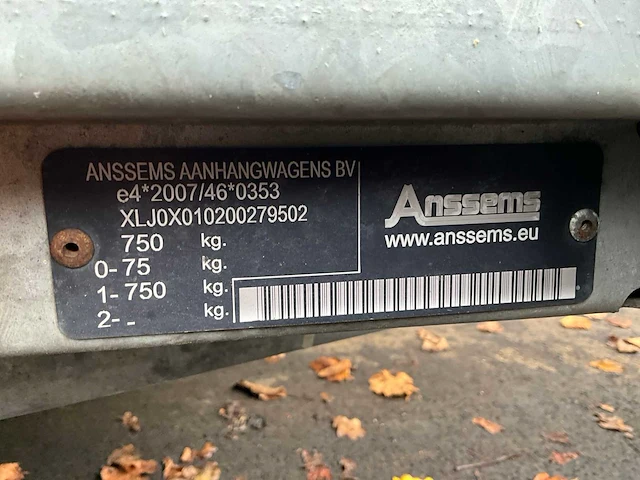 ANSSEMS AANHANGWAGENS BV
e4*2007/46*0353
XLJ0X010200279502
750 kg.
0- 75 kg.
1- 750 kg.
2- - kg.
Anssems
www.anssems.eu